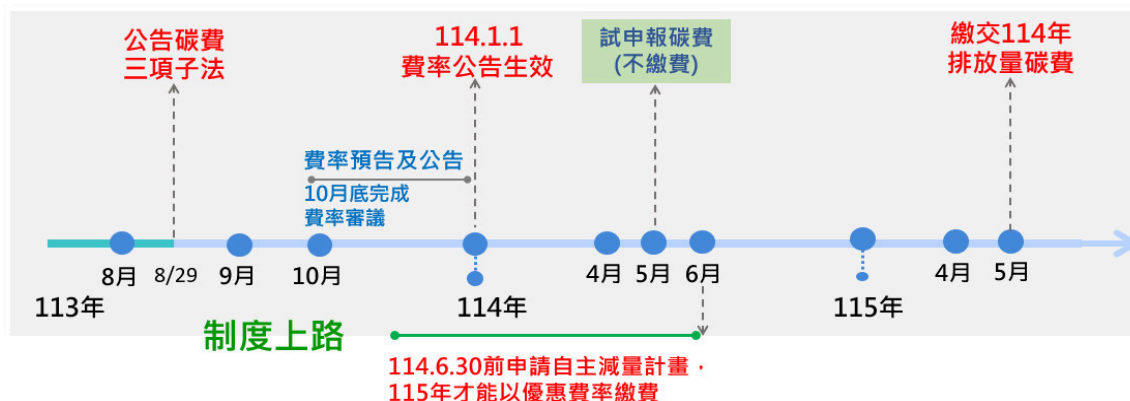 公告碳費
三項子法
114.1.1
費率公告生效
試申報碳費
(不繳費)
繳交114年
排放量碳費
費率預告及公告
10月底完成
費率審議
8月
8/29
9月
10月
4月
5月
6月
4月
5月
113年
114年
115年
制度上路
114.6.30前申請自主減量計畫，
115年才能以優惠費率繳費